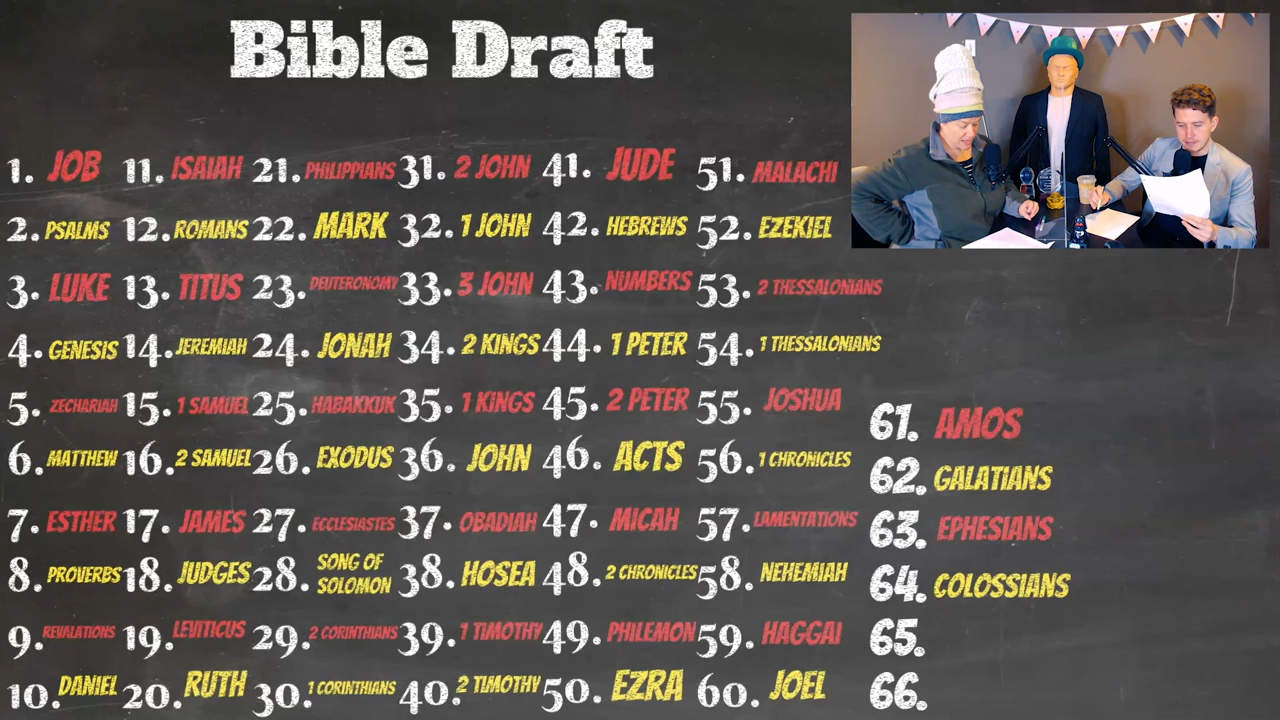 Bible Draft
1. JOB
2. PSALMS
3. LUKE
4. GENESIS
5. ZECHARIAH
6. MATTHEW
7. ESTHER
8. PROVERBS
9. REVALATIONS
10. DANIEL
11. ISAIAH
12. ROMANS
13. TITUS
14. JEREMIAH
15. 1 SAMUEL
16. 2 SAMUEL
17. JAMES
18. JUDGES
19. LEVITICUS
20. RUTH
21. PHILIPPIANS
22. MARK
23. DEUTERONOMY
24. JONAH
25. HABAKKUK
26. EXODUS
27. ECCLESIASTES
28. SONG OF
SOLOMON
29. 2 CORINTHIANS
30. 1 CORINTHIANS
31. 2 JOHN
32. 1 JOHN
33. 3 JOHN
34. 2 KINGS
35. 1 KINGS
36. JOHN
37. OBADIAH
38. HOSEA
39. 1 TIMOTHY
40. 2 TIMOTHY
41. JUDE
42. HEBREWS
43. NUMBERS
44. 1 PETER
45. 2 PETER
46. ACTS
47. MICAH
48. 2 CHRONICLES
49. PHILEMON
50. EZRA
51. MALACHI
52. EZEKIEL
53. 2 THESSALONIANS
54. 1 THESSALONIANS
55. JOSHUA
56. 1 CHRONICLES
57. LAMENTATIONS
58. NEHEMIAH
59. HAGGAI
60. JOEL
61. AMOS
62. GALATIANS
63. EPHESIANS
64. COLOSSIANS
65.
66.